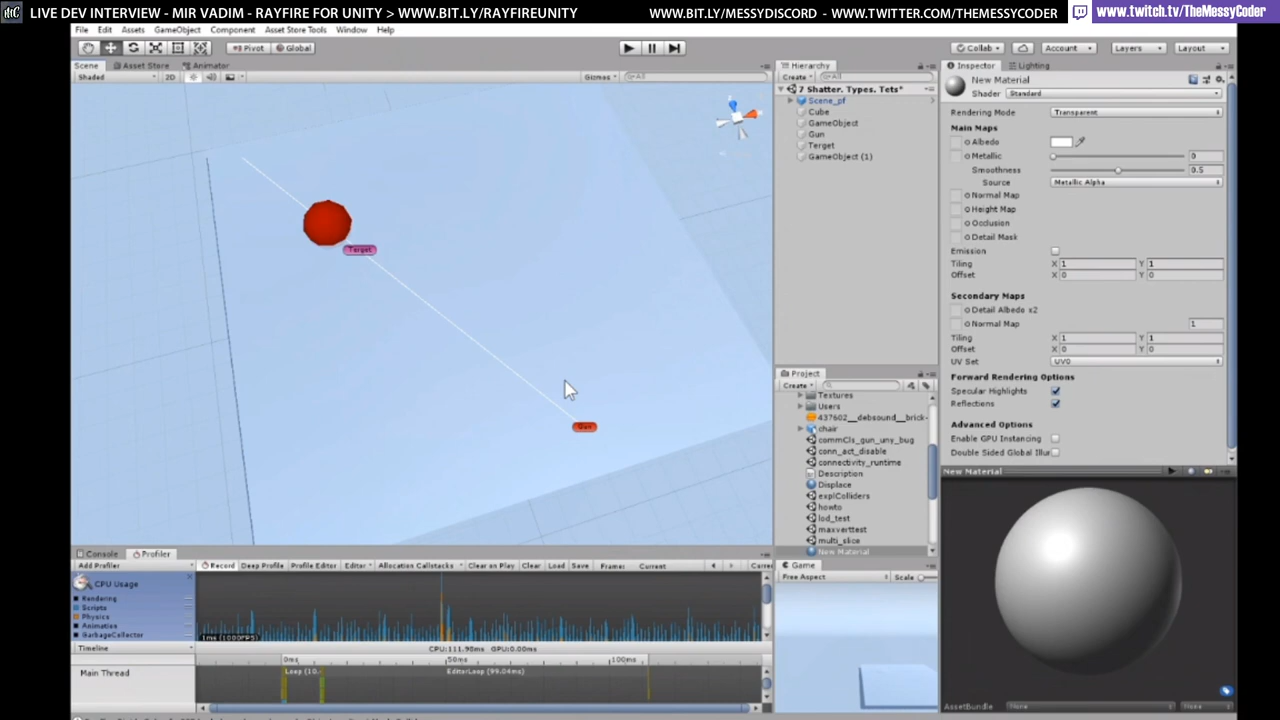 LIVE DEV INTERVIEW - MIR VADIM - RAYFIRE FOR UNITY > WWW.BIT.LY/RAYFIREUNITY
WWW.BIT.LY/MESSYDISCORD - WWW.TWITTER.COM/THEMESSYCODER
www.twitch.tv/TheMessyCoder
File Edit Assets GameObject Component Asset Store Tools Window Help
Pivot Global
Collab Account Layers Layout
Scene Asset Store Animator
Shaded 2D Gizmos All
Target
Gun
Hierarchy
Create All
7 Shatter. Types. Tets*
Scene_pf
Cube
GameObject
Gun
Target
GameObject (1)
Project
Create
Textures
Users
437602__debsound__brick-
chair
commCls_gun_uny_bug
conn_act_disable
connectivity_runtime
Description
Displace
explColliders
howto
lod_test
maxverttest
multi_slice
New Material
Game
Free Aspect Scale
Inspector Lighting
New Material
Shader Standard
Rendering Mode Transparent
Main Maps
Albedo
Metallic 0
Smoothness 0.5
Source Metallic Alpha
Normal Map
Height Map
Occlusion
Detail Mask
Emission
Tiling X 1 Y 1
Offset X 0 Y 0
Secondary Maps
Detail Albedo x2
Normal Map 1
Tiling X 1 Y 1
Offset X 0 Y 0
UV Set UV0
Forward Rendering Options
Specular Highlights
Reflections
Advanced Options
Enable GPU Instancing
Double Sided Global Illur
New Material
AssetBundle None None
Console Profiler
Add Profiler Record Deep Profile Profile Editor Editor Allocation Callstacks Clear on Play Clear Load Save Frame: Current
CPU Usage
Rendering
Scripts
Physics
Animation
GarbageCollector
1ms (1000FPS)
Timeline CPU:111.98ms GPU:0.00ms
0ms 50ms 100ms
Main Thread
EditorLoop (99.04ms)